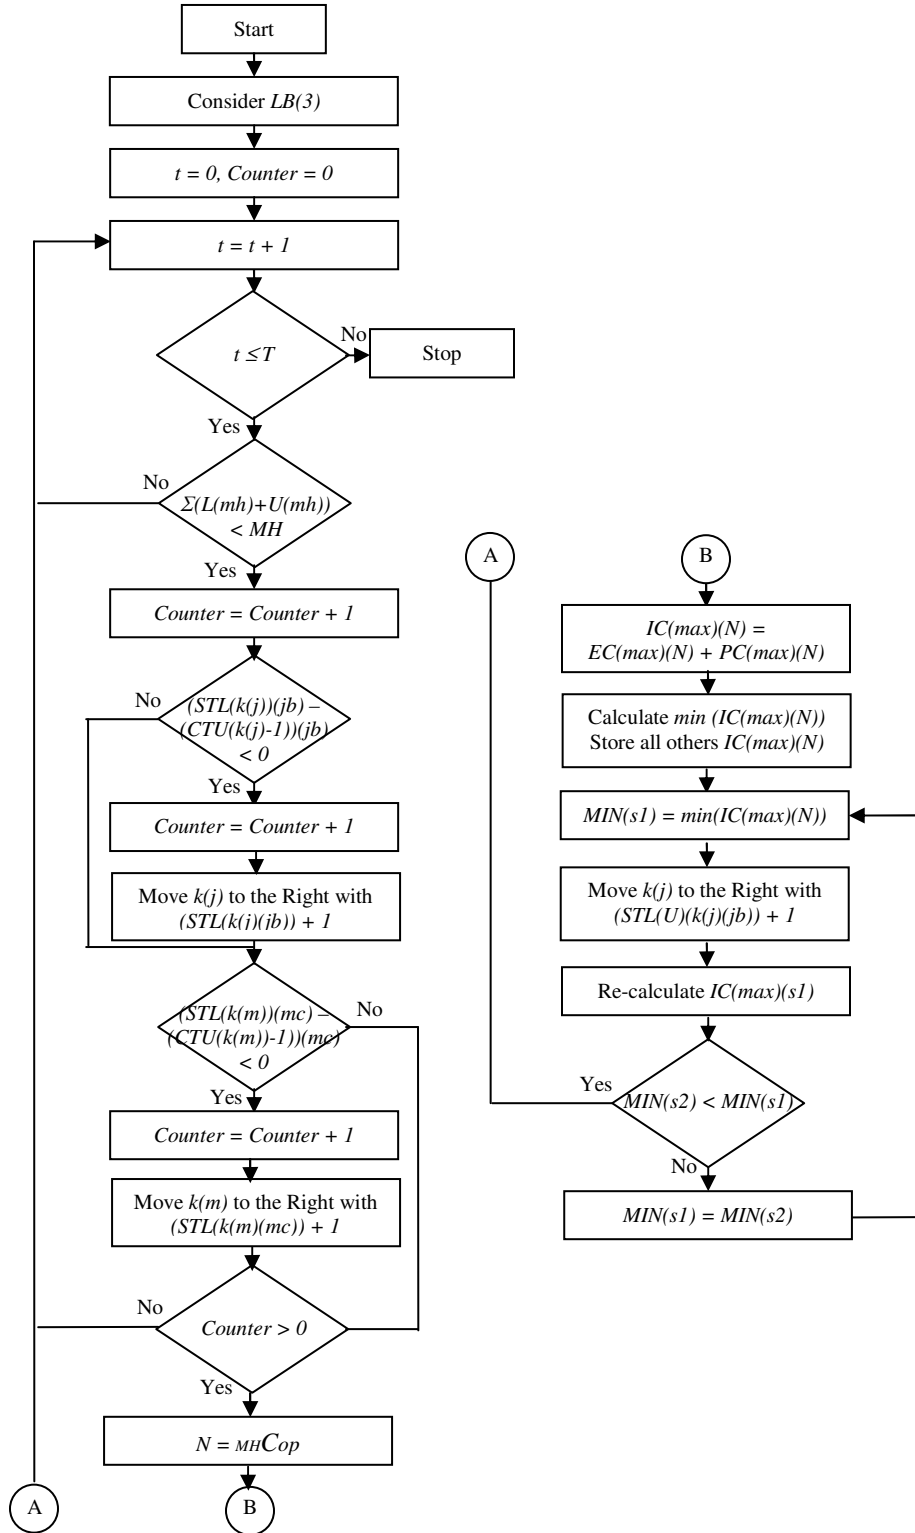 Start
Consider LB(3)
t = 0, Counter = 0
t = t + 1
t ≤T
No
Stop
Yes
No
Σ(L(mh)+U(mh))
< MH
Yes
Counter = Counter + 1
No
(STL(k(j))(jb) –
(CTU(k(j)-1))(jb)
< 0
Yes
Counter = Counter + 1
Move k(j) to the Right with
(STL(k(j)(jb)) + 1
(STL(k(m))(mc) –
(CTU(k(m))-1))(mc)
< 0
No
Yes
Counter = Counter + 1
Move k(m) to the Right with
(STL(k(m)(mc)) + 1
No
Counter > 0
Yes
N = MHCop
A
B
A
B
IC(max)(N) =
EC(max)(N) + PC(max)(N)
Calculate min (IC(max)(N))
Store all others IC(max)(N)
MIN(s1) = min(IC(max)(N))
Move k(j) to the Right with
(STL(U)(k(j)(jb)) + 1
Re-calculate IC(max)(s1)
Yes
MIN(s2) < MIN(s1)
No
MIN(s1) = MIN(s2)